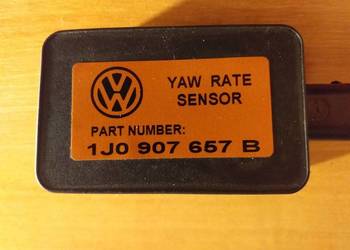 YAW RATE
SENSOR
PART NUMBER:
1J0 907 657 B